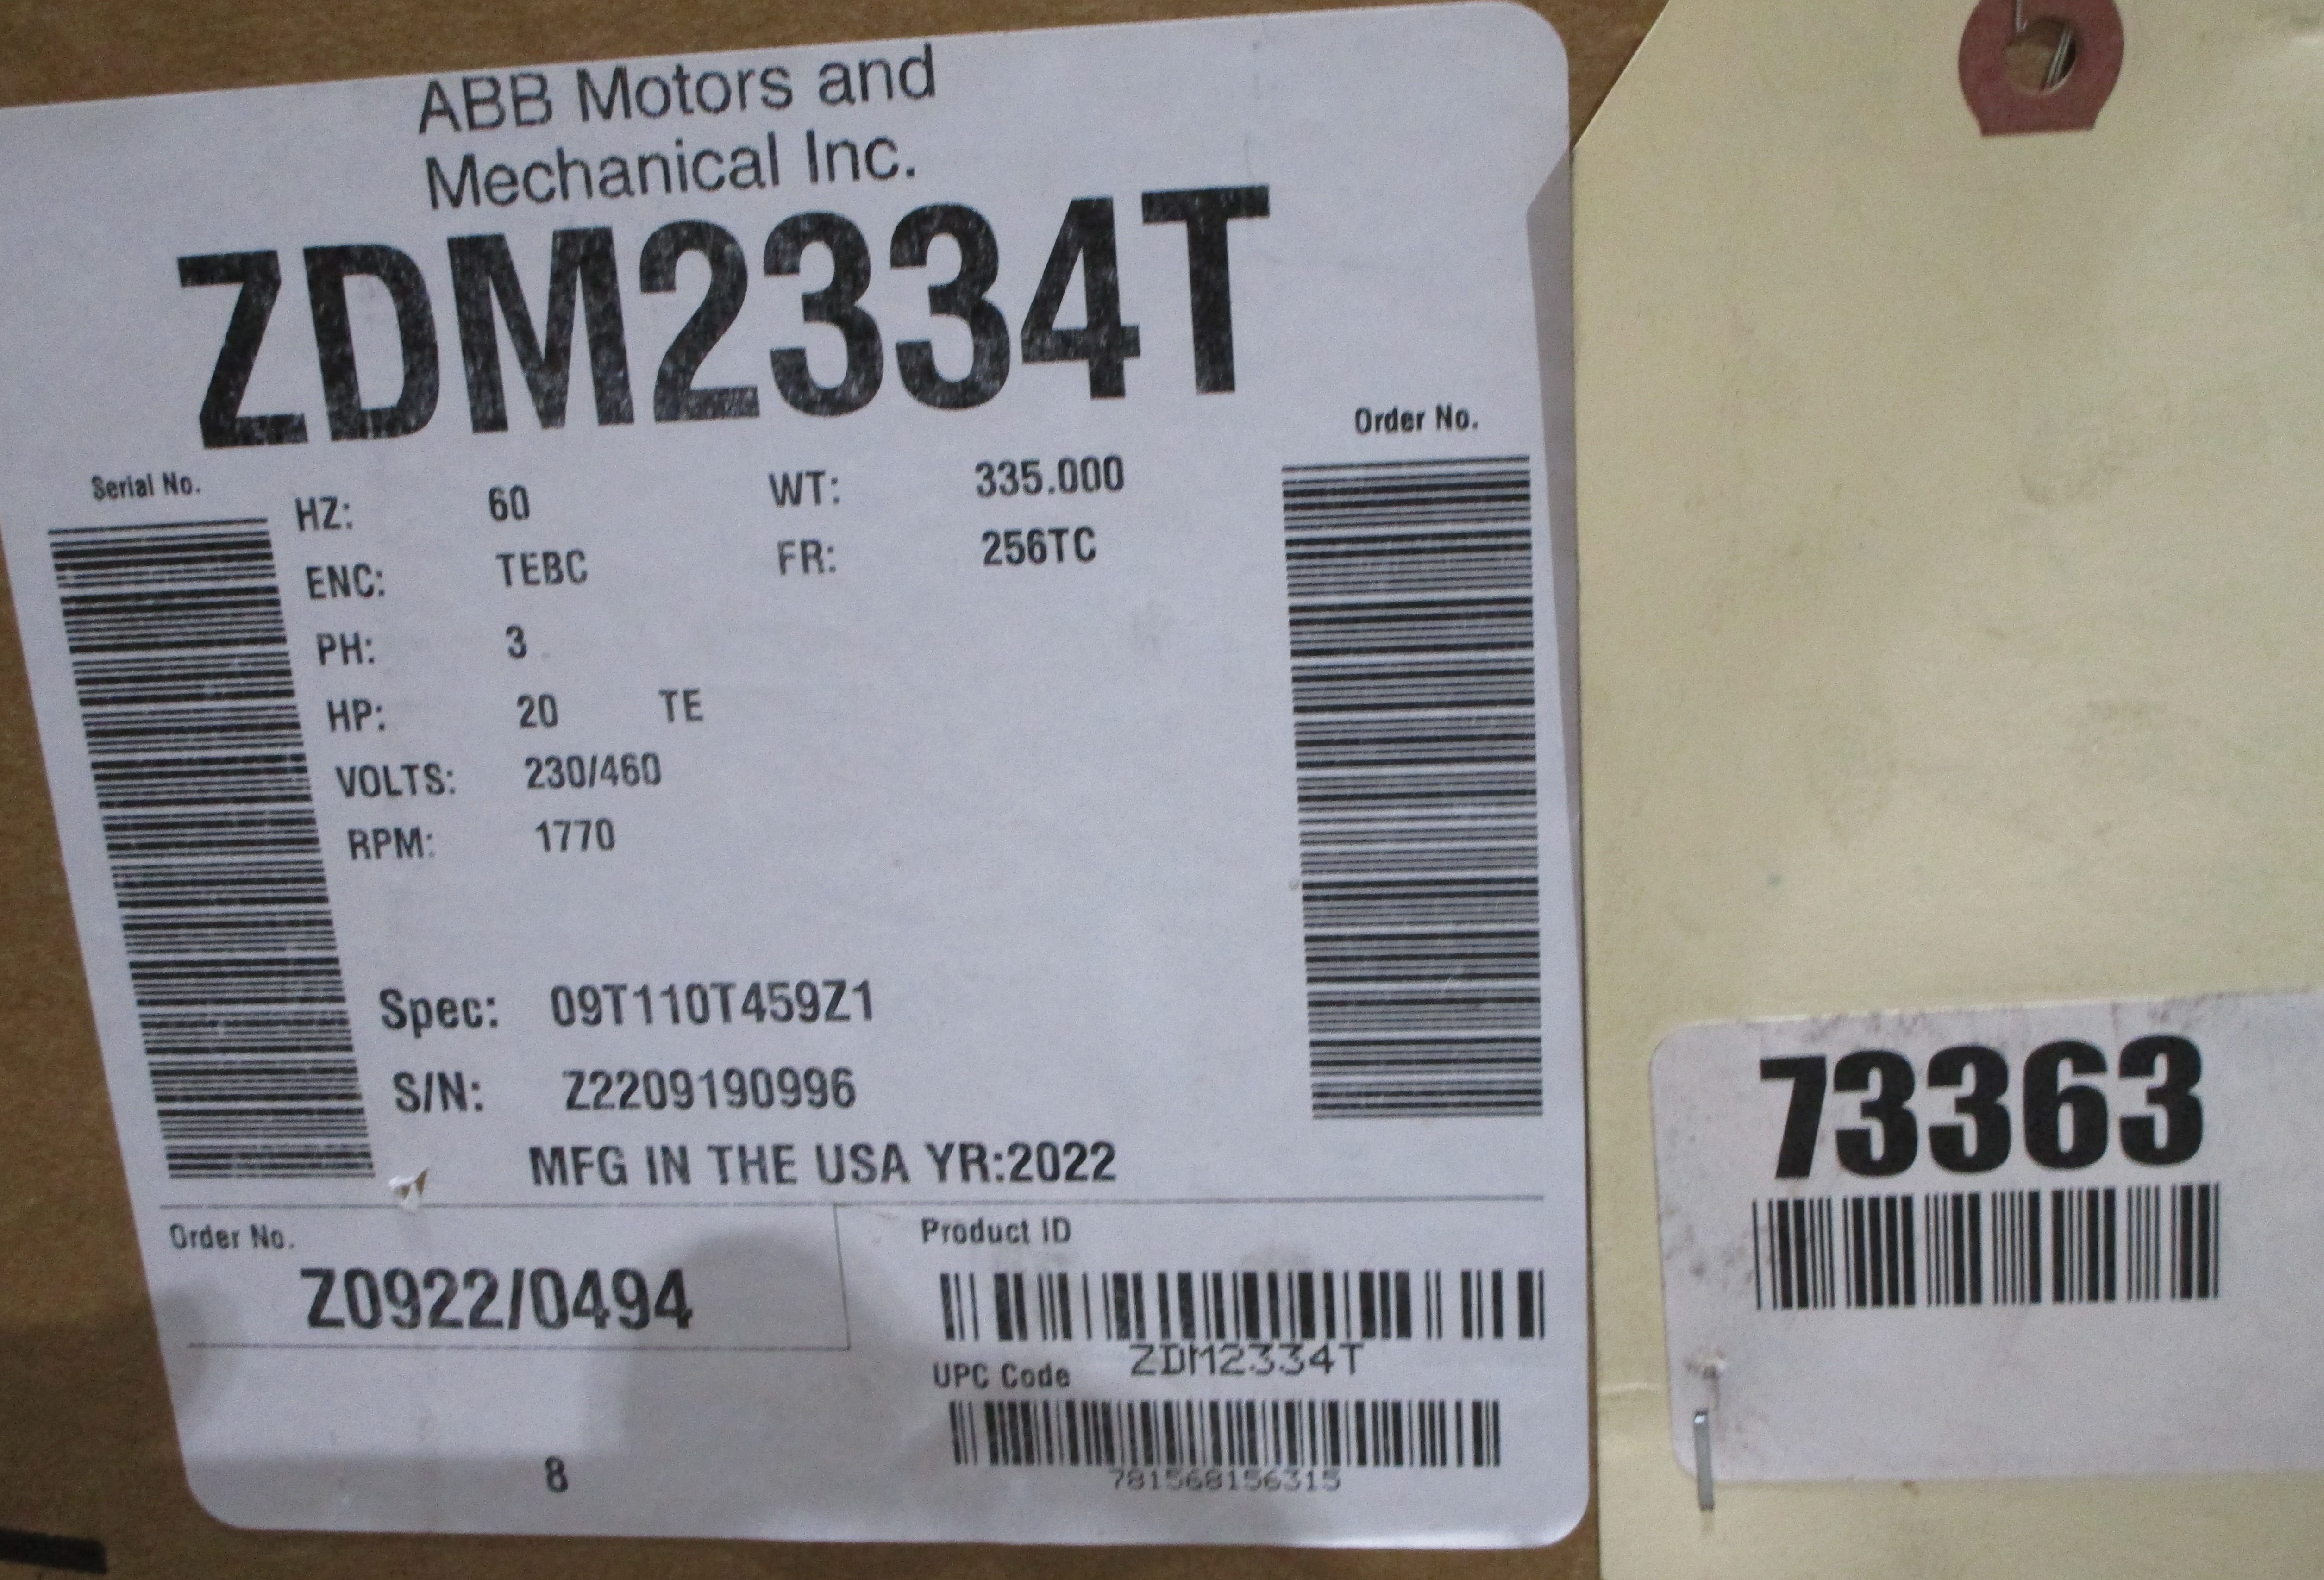 ABB Motors and
Mechanical Inc.
ZDM2334T
Serial No.
Order No.
HZ: 60 WT: 335.000
ENC: TEBC FR: 256TC
PH: 3
HP: 20 TE
VOLTS: 230/460
RPM: 1770
Spec: 09T110T459Z1
S/N: Z2209190996
MFG IN THE USA YR:2022
Order No.
Z0922/0494
Product ID
ZDM2334T
UPC Code
781568156315
8
73363